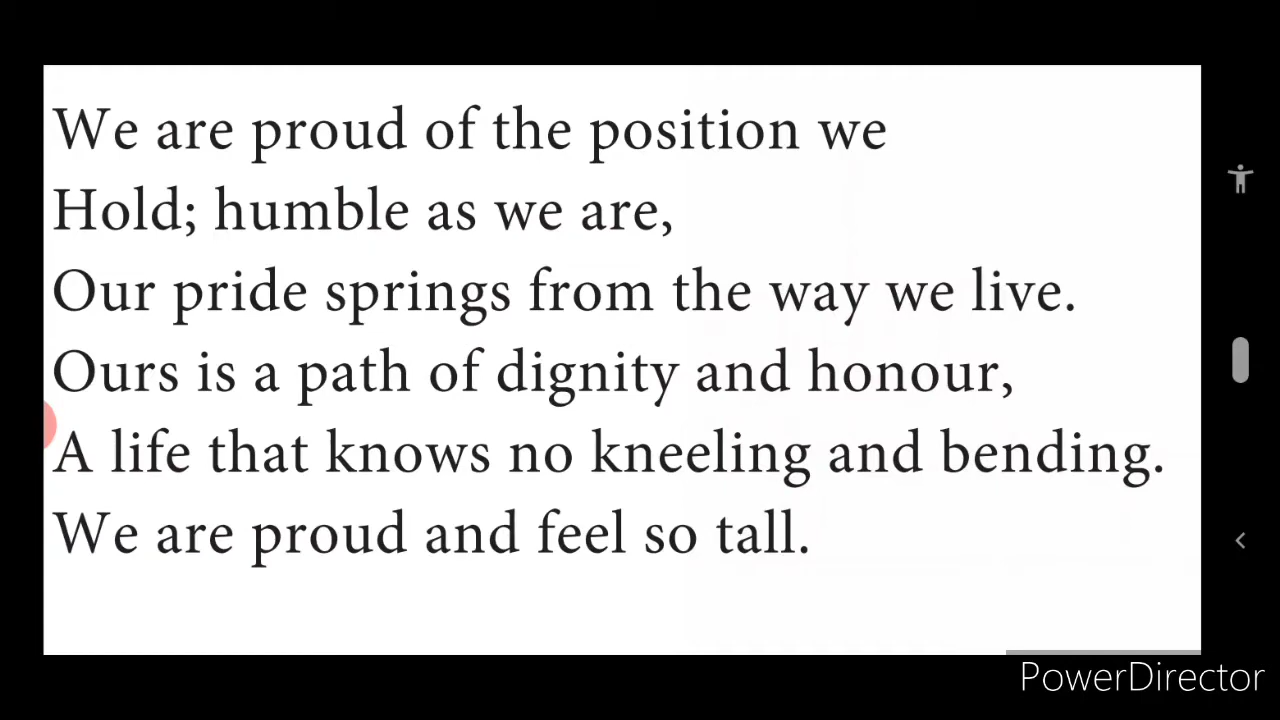 We are proud of the position we
Hold; humble as we are,
Our pride springs from the way we live.
Ours is a path of dignity and honour,
A life that knows no kneeling and bending.
We are proud and feel so tall.
PowerDirector